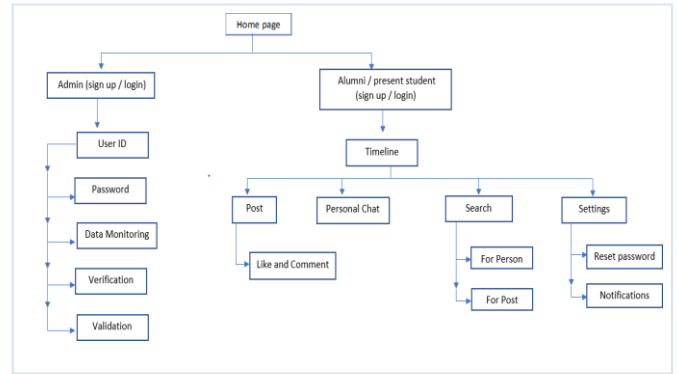 Home page
Admin (sign up / login)
Alumni / present student
(sign up / login)
User ID
Timeline
Password
Post
Personal Chat
Search
Settings
Data Monitoring
Like and Comment
For Person
Reset password
Verification
For Post
Notifications
Validation